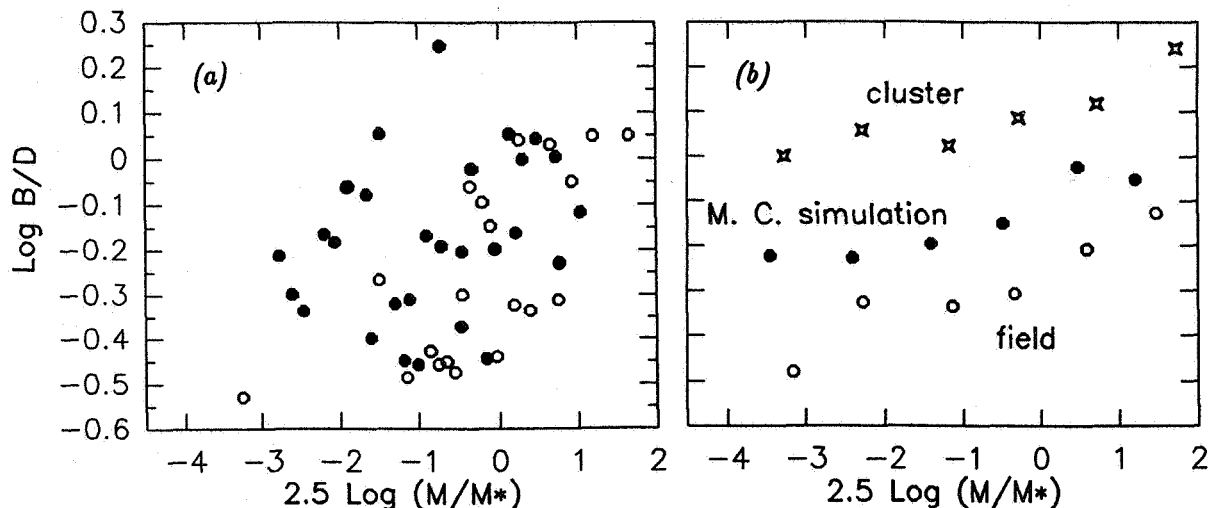 0.3
0.2
0.1
0
−0.1
−0.2
−0.3
−0.4
−0.5
−0.6
Log B/D
(a)
−4 −3 −2 −1 0 1 2
2.5 Log (M/M*)
(b)
cluster
M. C. simulation
field
−4 −3 −2 −1 0 1 2
2.5 Log (M/M*)